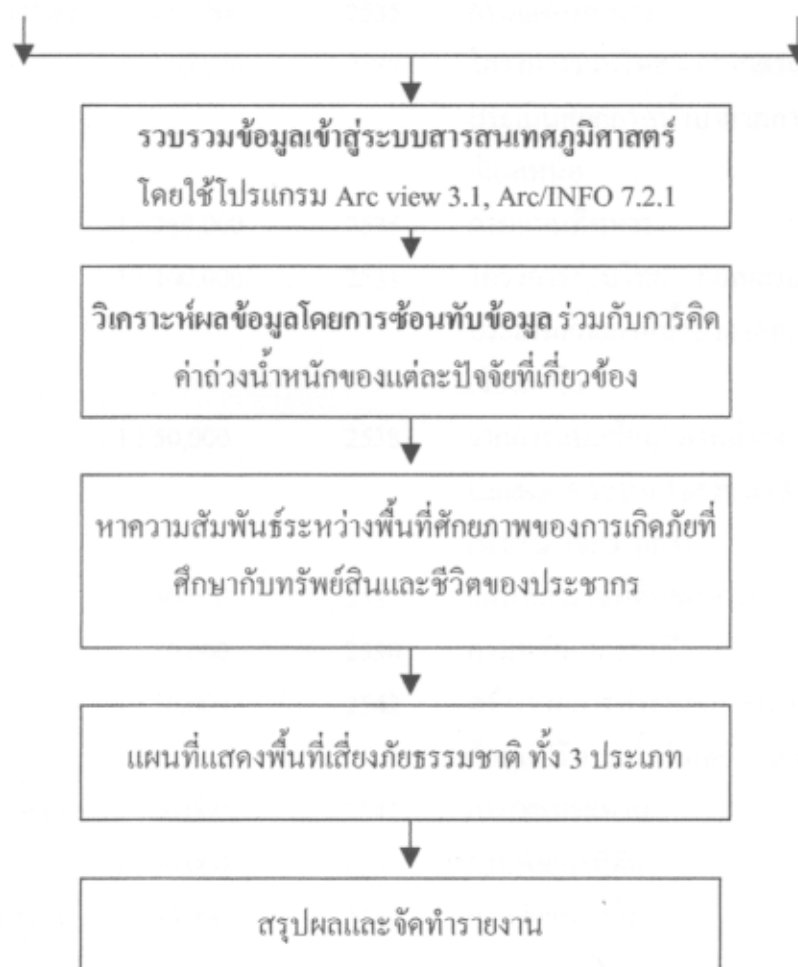 รวบรวมข้อมูลเข้าสู่ระบบสารสนเทศภูมิศาสตร์
โดยใช้โปรแกรม Arc view 3.1, Arc/INFO 7.2.1
วิเคราะห์ผลข้อมูลโดยการซ้อนทับข้อมูล ร่วมกับการคิด
ค่าถ่วงน้ำหนักของแต่ละปัจจัยที่เกี่ยวข้อง
หาความสัมพันธ์ระหว่างพื้นที่ศักยภาพของการเกิดภัยที่
ศึกษากับทรัพย์สินและชีวิตของประชากร
แผนที่แสดงพื้นที่เสี่ยงภัยธรรมชาติ ทั้ง 3 ประเภท
สรุปผลและจัดทำรายงาน